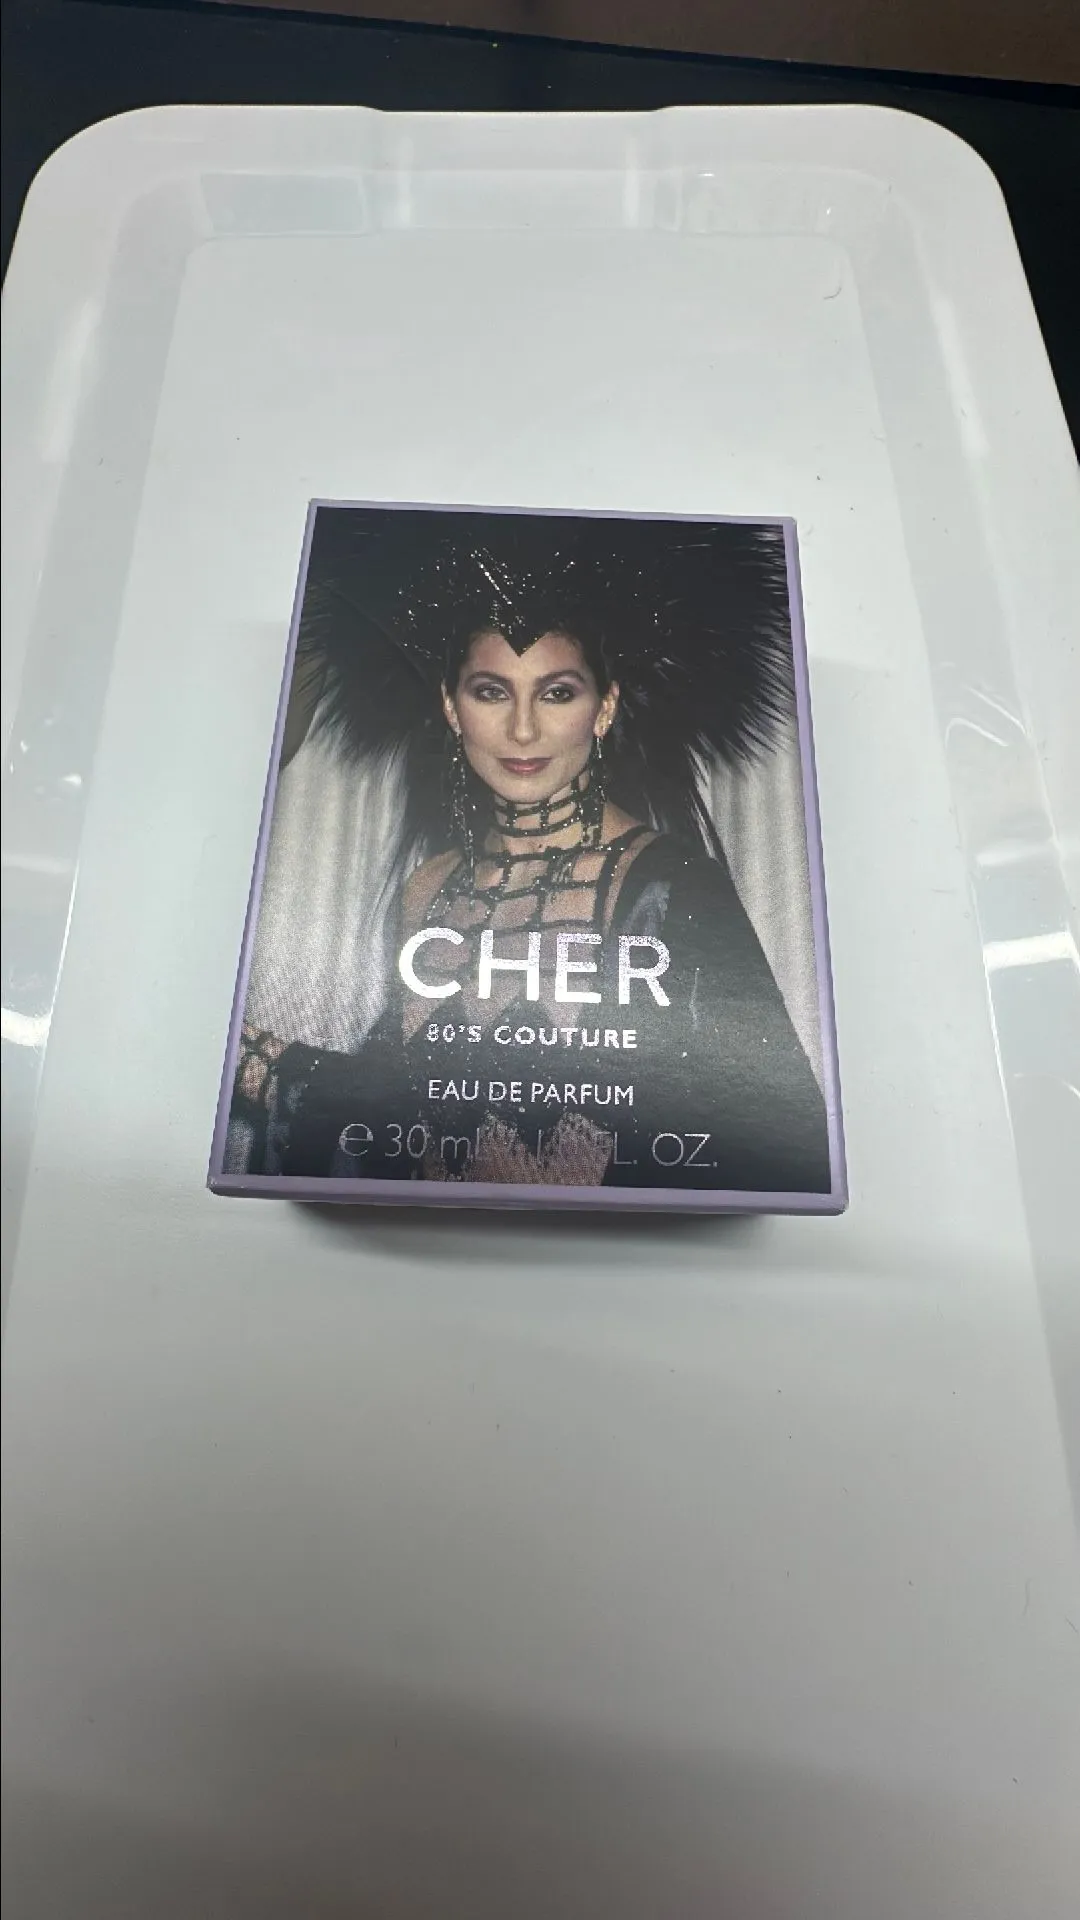 CHER
80'S COUTURE
EAU DE PARFUM
e 30 ml FL. OZ.